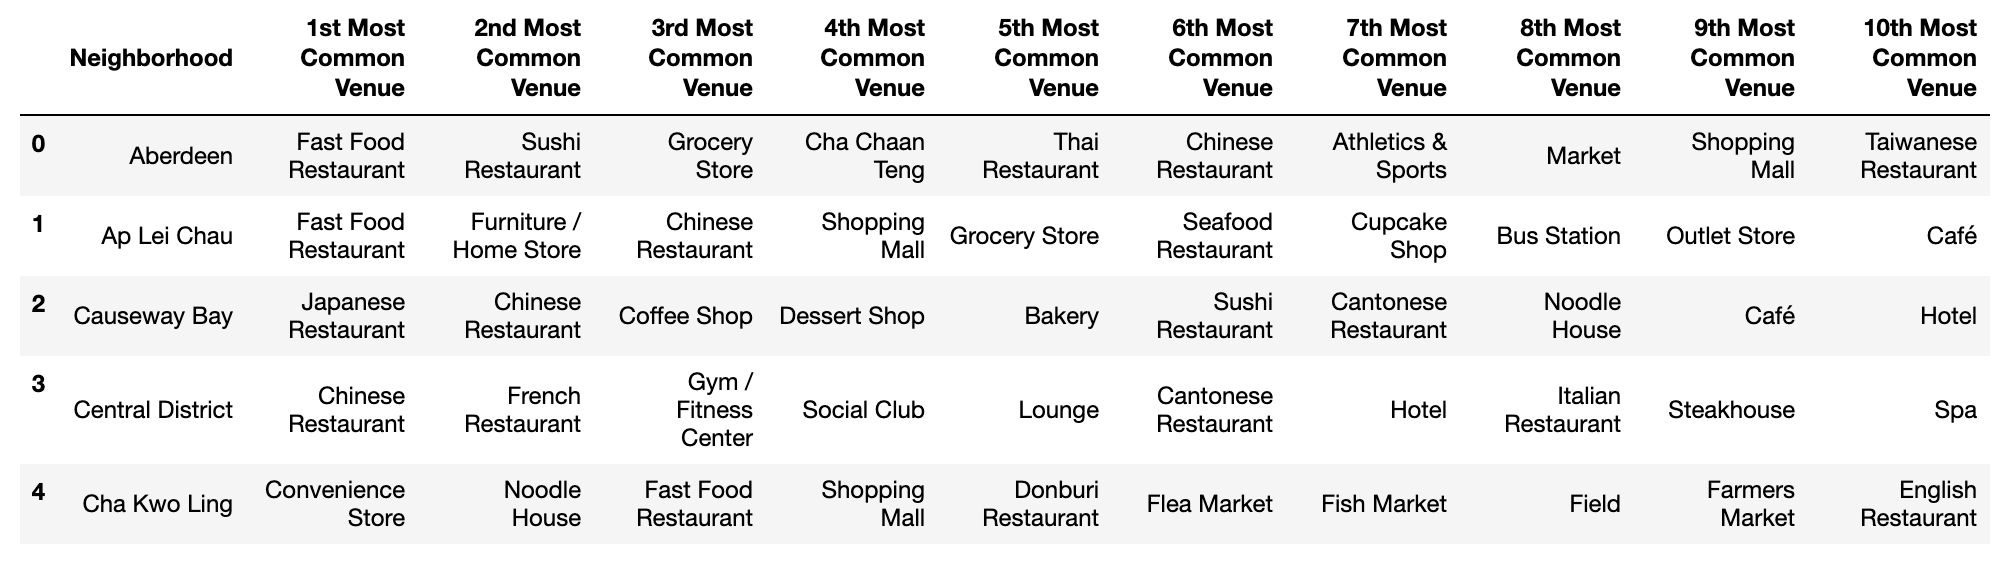 Neighborhood 1st Most Common Venue 2nd Most Common Venue 3rd Most Common Venue 4th Most Common Venue 5th Most Common Venue 6th Most Common Venue 7th Most Common Venue 8th Most Common Venue 9th Most Common Venue 10th Most Common Venue
0 Aberdeen Fast Food Restaurant Sushi Restaurant Grocery Store Cha Chaan Teng Thai Restaurant Chinese Restaurant Athletics & Sports Market Shopping Mall Taiwanese Restaurant
1 Ap Lei Chau Fast Food Restaurant Furniture / Home Store Chinese Restaurant Shopping Mall Grocery Store Seafood Restaurant Cupcake Shop Bus Station Outlet Store Café
2 Causeway Bay Japanese Restaurant Chinese Restaurant Coffee Shop Dessert Shop Bakery Sushi Restaurant Cantonese Restaurant Noodle House Café Hotel
3 Central District Chinese Restaurant French Restaurant Gym / Fitness Center Social Club Lounge Cantonese Restaurant Hotel Italian Restaurant Steakhouse Spa
4 Cha Kwo Ling Convenience Store Noodle House Fast Food Restaurant Shopping Mall Donburi Restaurant Flea Market Fish Market Field Farmers Market English Restaurant